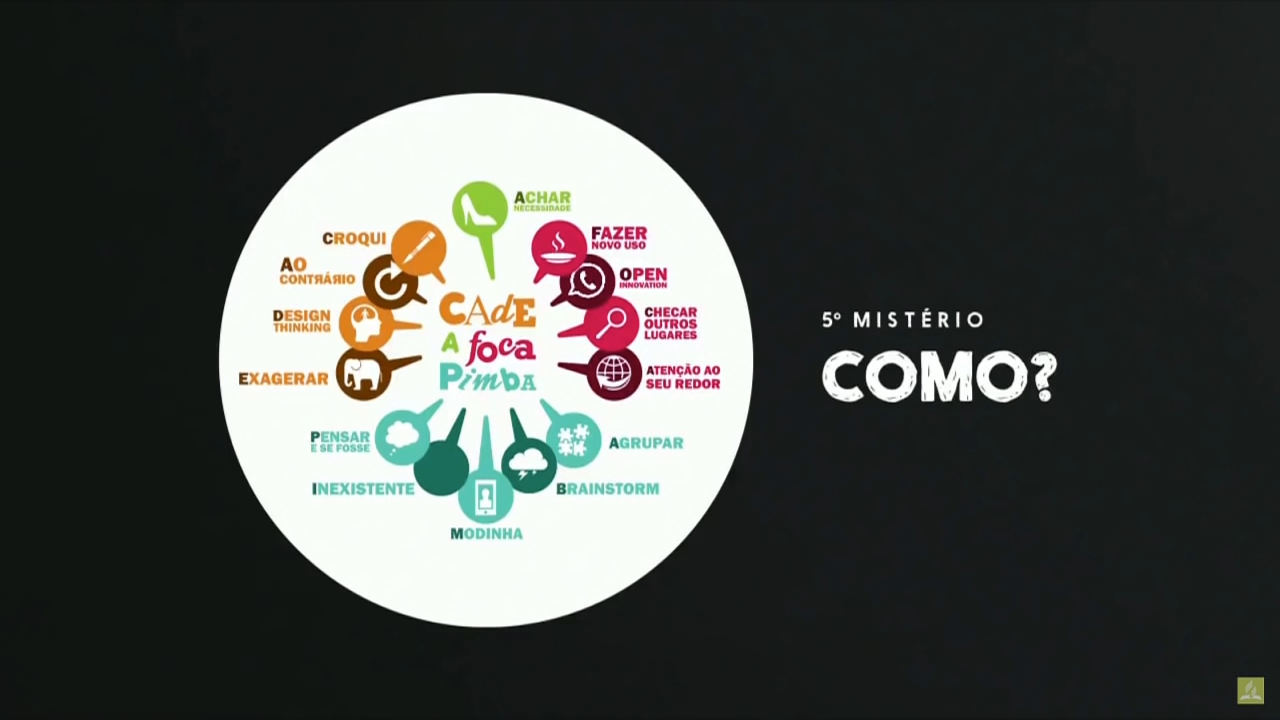 ACHAR
NECESSIDADE
CROQUI
FAZER
NOVO USO
AO
CONTRÁRIO
OPEN
INNOVATION
DESIGN
THINKING
CHECAR
OUTROS
LUGARES
EXAGERAR
ATENÇÃO AO
SEU REDOR
CAdE
A foca
Pimba
PENSAR
E SE FOSSE
AGRUPAR
INEXISTENTE
BRAINSTORM
MODINHA
5º MISTÉRIO
COMO?